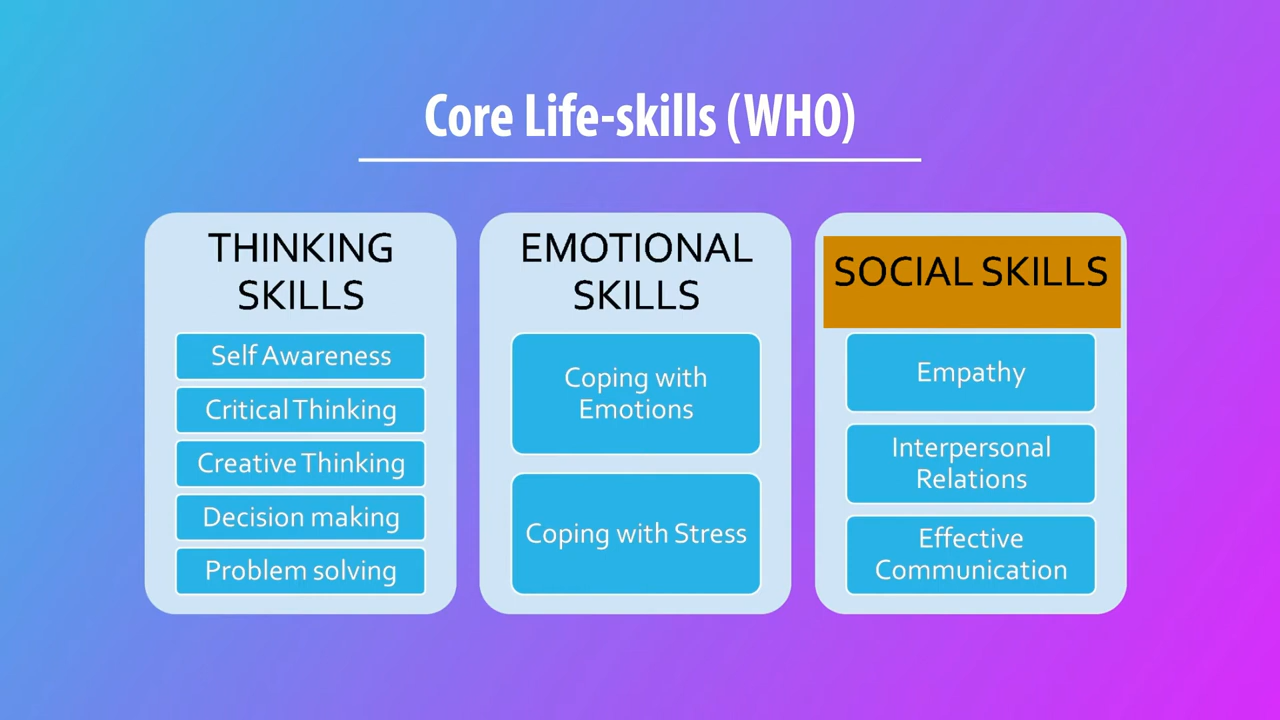 Core Life-skills (WHO)
THINKING
SKILLS
Self Awareness
Critical Thinking
Creative Thinking
Decision making
Problem solving
EMOTIONAL
SKILLS
Coping with
Emotions
Coping with Stress
SOCIAL SKILLS
Empathy
Interpersonal
Relations
Effective
Communication